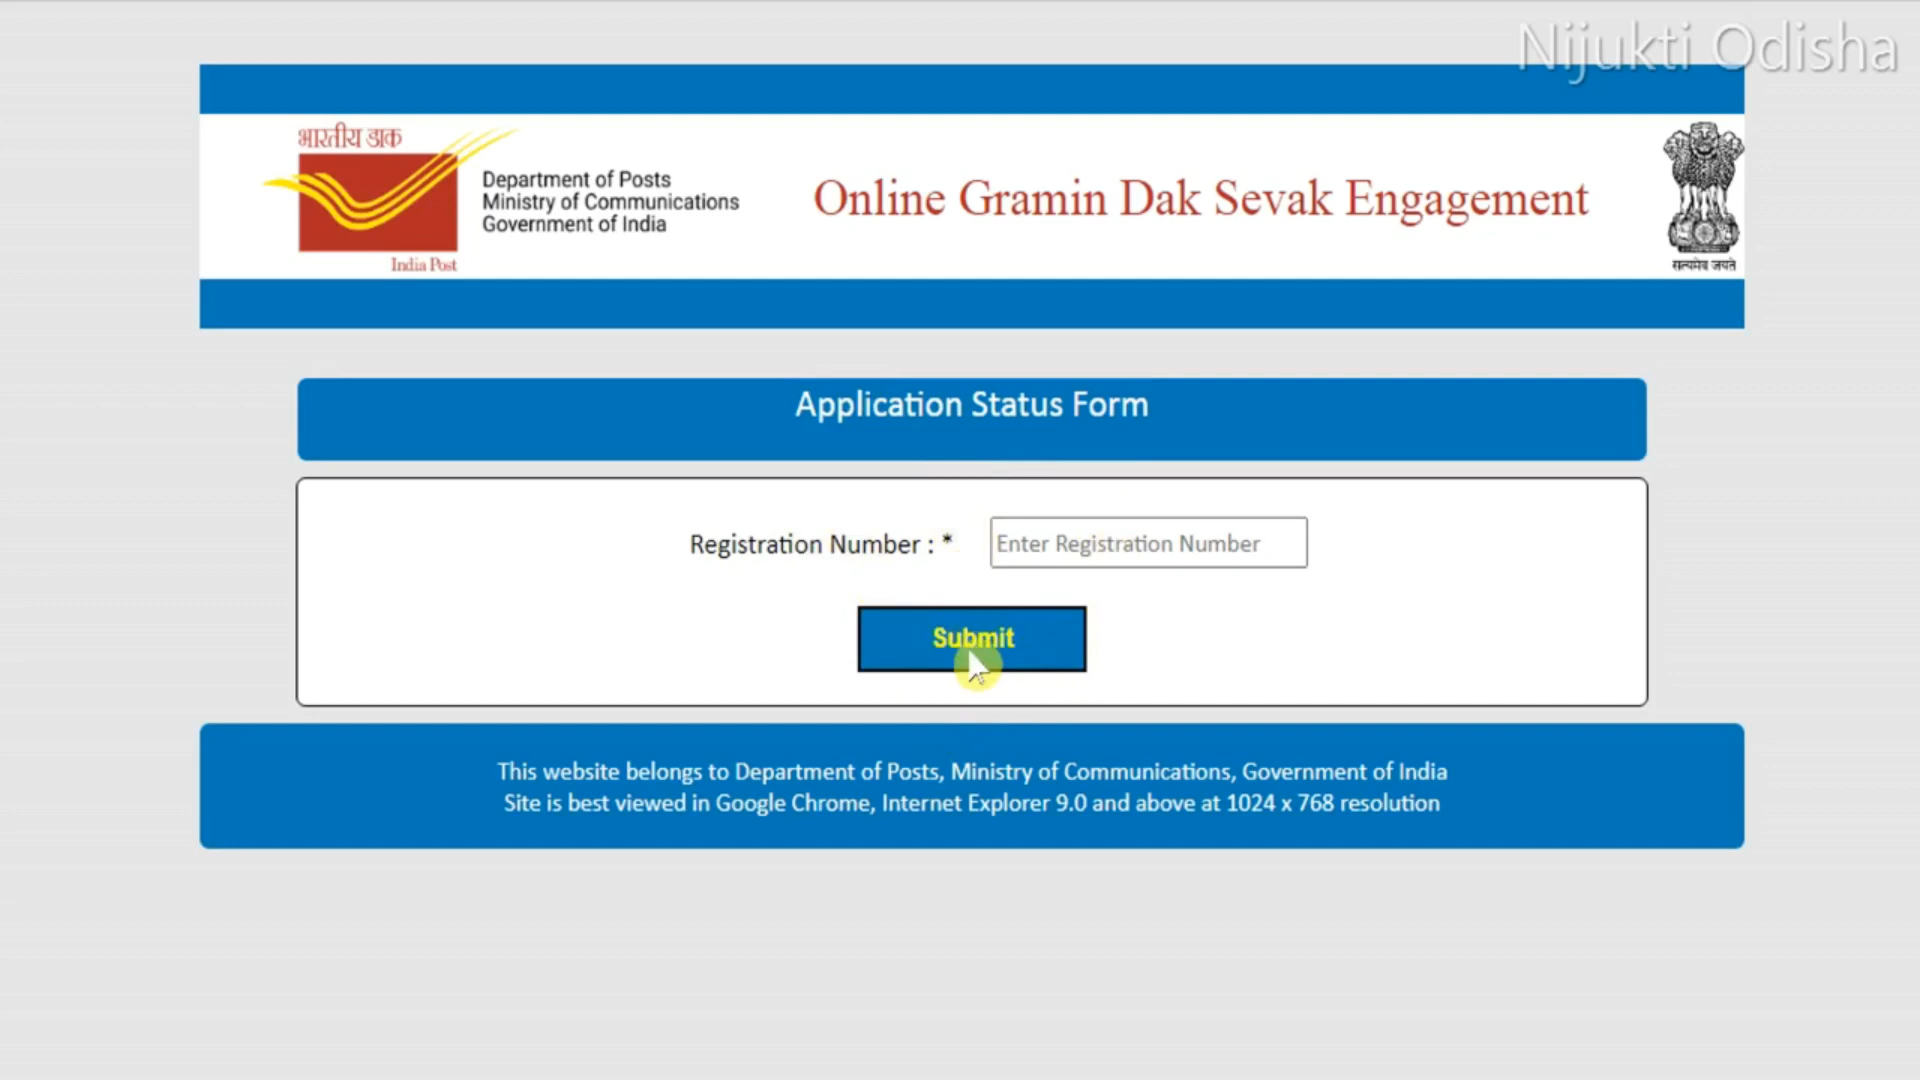 Nijukti Odisha
भारतीय डाक
Department of Posts
Ministry of Communications
Government of India
India Post
Online Gramin Dak Sevak Engagement
सत्यमेव जयते
Application Status Form
Registration Number : *
Enter Registration Number
Submit
This website belongs to Department of Posts, Ministry of Communications, Government of India
Site is best viewed in Google Chrome, Internet Explorer 9.0 and above at 1024 x 768 resolution